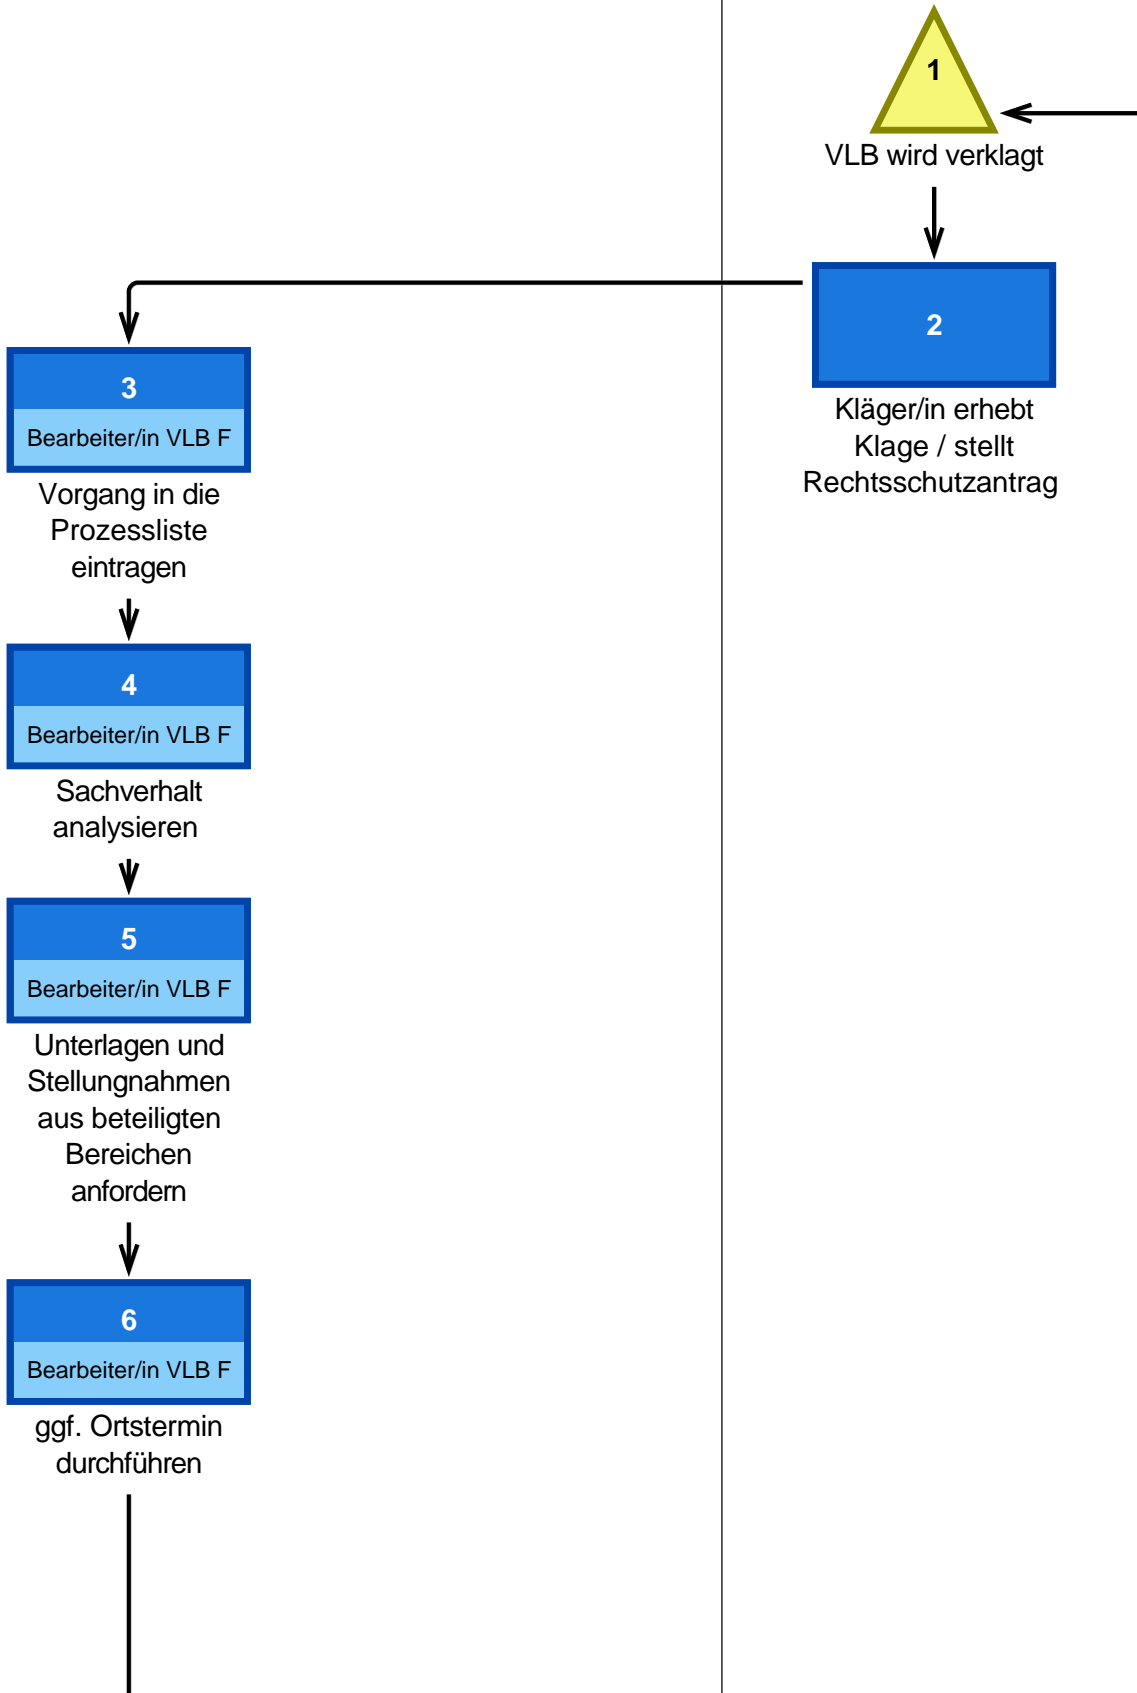 1
VLB wird verklagt
2
Kläger/in erhebt
Klage / stellt
Rechtsschutzantrag
3
Bearbeiter/in VLB F
Vorgang in die
Prozessliste
eintragen
4
Bearbeiter/in VLB F
Sachverhalt
analysieren
5
Bearbeiter/in VLB F
Unterlagen und
Stellungnahmen
aus beteiligten
Bereichen
anfordern
6
Bearbeiter/in VLB F
ggf. Ortstermin
durchführen